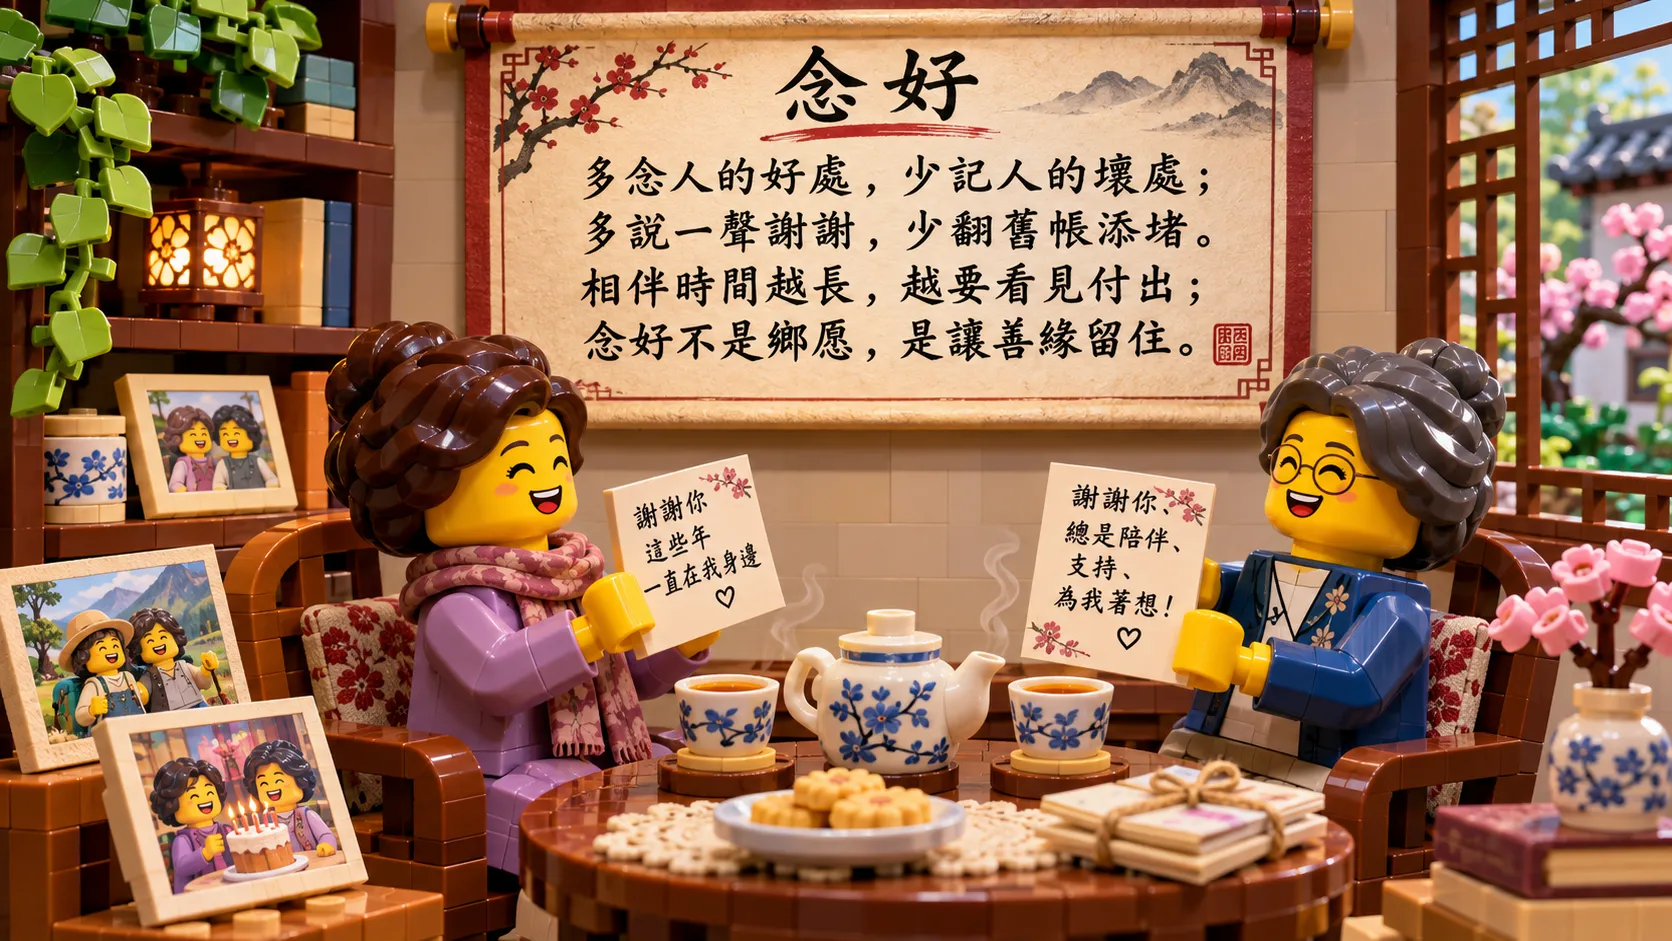 念好
多念人的好處，少記人的壞處；
多説一聲謝謝，少翻舊帳添堵。
相伴時間越長，越要看見付出；
念好不是鄉愿，是讓善緣留住。
謝謝你
這些年
一直在我身邊
♡
謝謝你、
總是陪伴、
支持、
為我著想！
♡